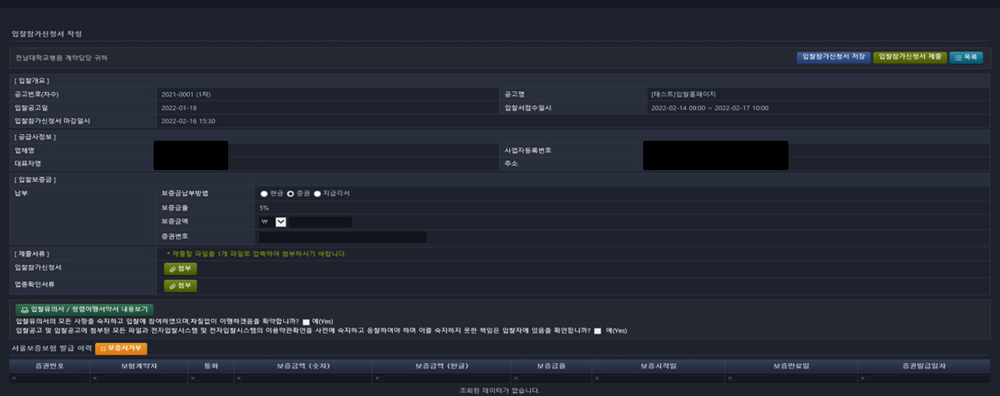 입찰참가신청서 작성
전남대학교병원 계약담당 귀하
입찰참가신청서 저장 입찰참가신청서 제출 목록
[ 입찰개요 ]
공고번호(차수) 2021-0001 (1차) 공고명 [테스트]입찰홈페이지
입찰공고일 2022-01-18 입찰서접수일시 2022-02-14 09:00 ~ 2022-02-17 10:00
입찰참가신청서 마감일시 2022-02-16 15:30
[ 공급사정보 ]
업체명 사업자등록번호
대표자명 주소
[ 입찰보증금 ]
납부 보증금납부방법 현금 증권 지급각서
보증금율 5%
보증금액 ₩
증권번호
[ 제출서류 ] * 제출할 파일을 1개 파일로 압축하여 첨부하시기 바랍니다.
입찰참가신청서 첨부
업종확인서류 첨부
입찰유의서 / 청렴이행서약서 내용보기
입찰유의서의 모든 사항을 숙지하고 입찰에 참여하였으며,차질없이 이행하겠음을 확약합니까? 예(Yes)
입찰공고 및 입찰공고에 첨부된 모든 파일과 전자입찰시스템 및 전자입찰시스템의 이용약관확인을 사전에 숙지하고 응찰하여야 하며 이를 숙지하지 못한 책임은 입찰자에 있음을 확인합니까? 예(Yes)
서울보증보험 발급 이력 보증서거부
증권번호 보험계약자 통화 보증금액 (숫자) 보증금액 (한글) 보증금률 보증시작일 보증만료일 증권발급일자
× × × × × × × × ×
조회된 데이터가 없습니다.